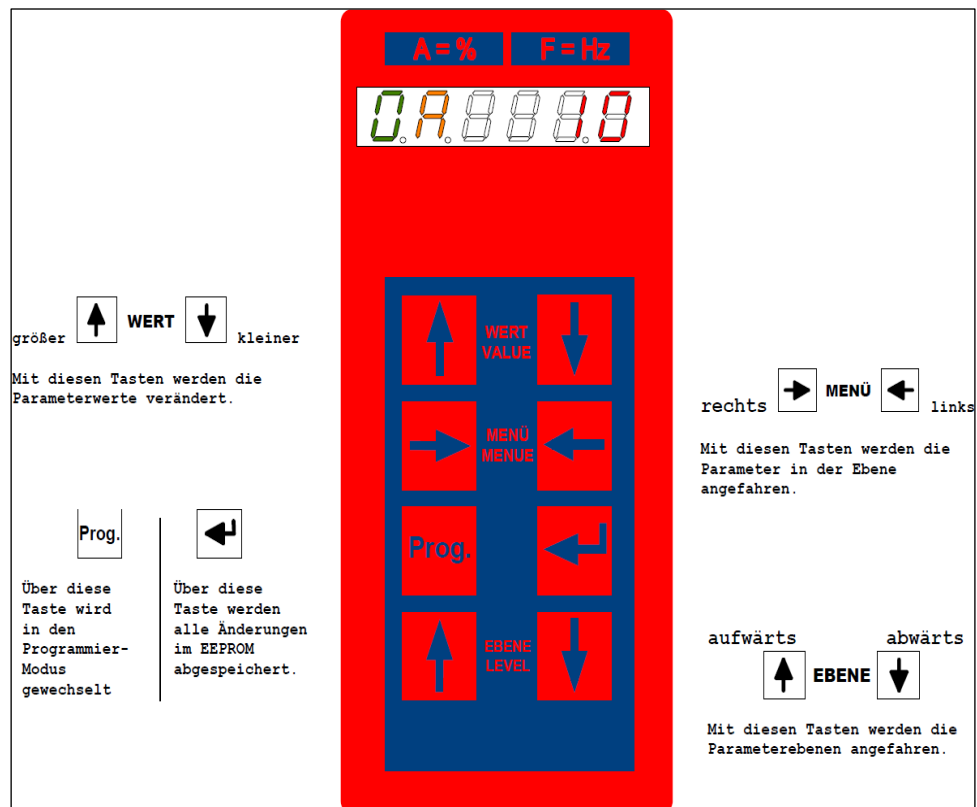 A = %
F = Hz
0.A. 1.0
größer WERT kleiner
Mit diesen Tasten werden die
Parameterwerte verändert.
WERT
VALUE
rechts MENÜ links
Mit diesen Tasten werden die
Parameter in der Ebene
angefahren.
MENÜ
MENUE
Prog.
Über diese
Taste wird
in den
Programmier-
Modus
gewechselt
Über diese
Taste werden
alle Änderungen
im EEPROM
abgespeichert.
Prog.
EBENE
LEVEL
aufwärts abwärts
EBENE
Mit diesen Tasten werden die
Parameterebenen angefahren.